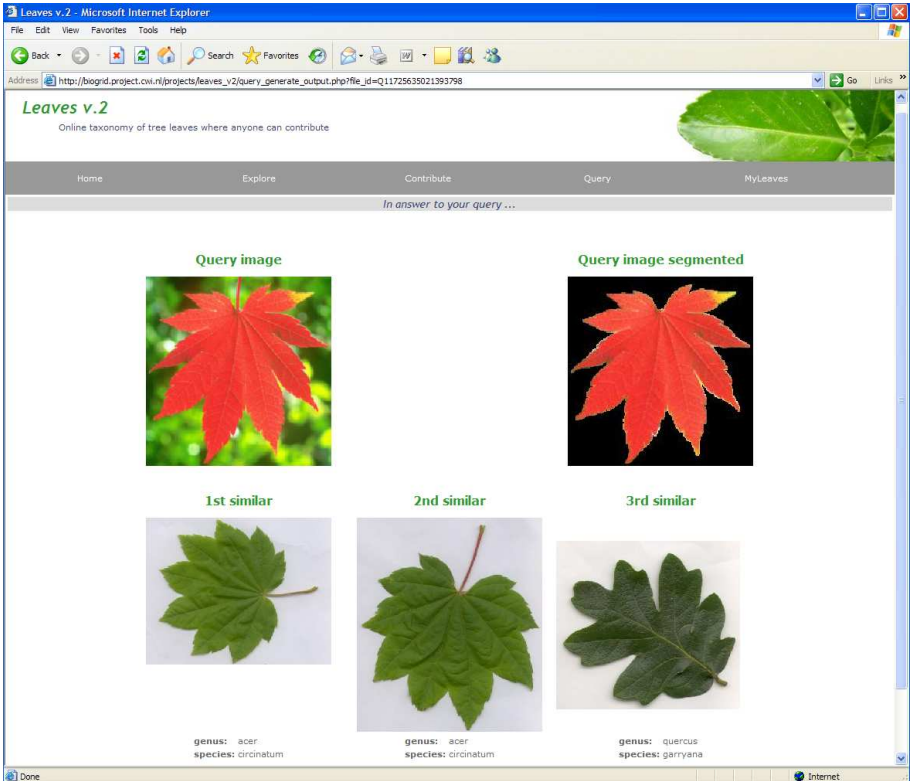 Leaves v.2 - Microsoft Internet Explorer
File Edit View Favorites Tools Help
Back Search Favorites
Address http://biogrid.project.cwi.nl/projects/leaves_v2/query_generate_output.php?file_id=Q11725635021393798 Go Links »
Leaves v.2
Online taxonomy of tree leaves where anyone can contribute
Home Explore Contribute Query MyLeaves
In answer to your query ...
Query image Query image segmented
1st similar 2nd similar 3rd similar
genus: acer genus: acer genus: quercus
species: circinatum species: circinatum species: garryana
Done Internet